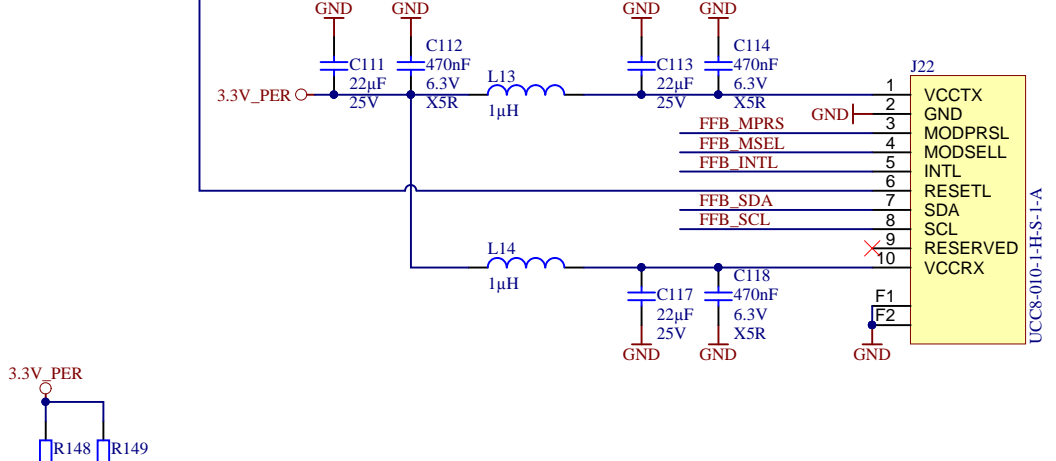 GND
GND
GND
GND
C111
22µF
25V
C112
470nF
6.3V
X5R
C113
22µF
25V
C114
470nF
6.3V
X5R
3.3V_PER
L13
1µH
J22
1 VCCTX
GND 2 GND
FFB_MPRS 3 MODPRSL
FFB_MSEL 4 MODSELL
FFB_INTL 5 INTL
6 RESETL
FFB_SDA 7 SDA
FFB_SCL 8 SCL
9 RESERVED
10 VCCRX
F1
F2
GND
UCC8-010-1-H-S-1-A
L14
1µH
C117
22µF
25V
GND
C118
470nF
6.3V
X5R
GND
3.3V_PER
R148
R149